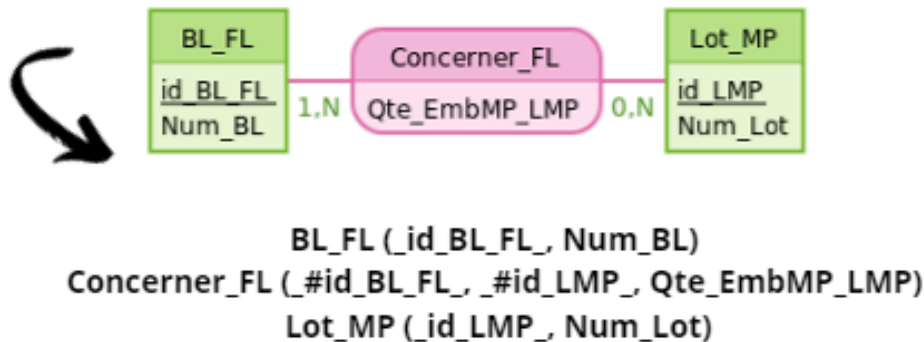 BL_FL
id_BL_FL
Num_BL
1,N
Concerner_FL
Qte_EmbMP_LMP
0,N
Lot_MP
id_LMP
Num_Lot
BL_FL (_id_BL_FL_, Num_BL)
Concerner_FL (_#id_BL_FL_, _#id_LMP_, Qte_EmbMP_LMP)
Lot_MP (_id_LMP_, Num_Lot)